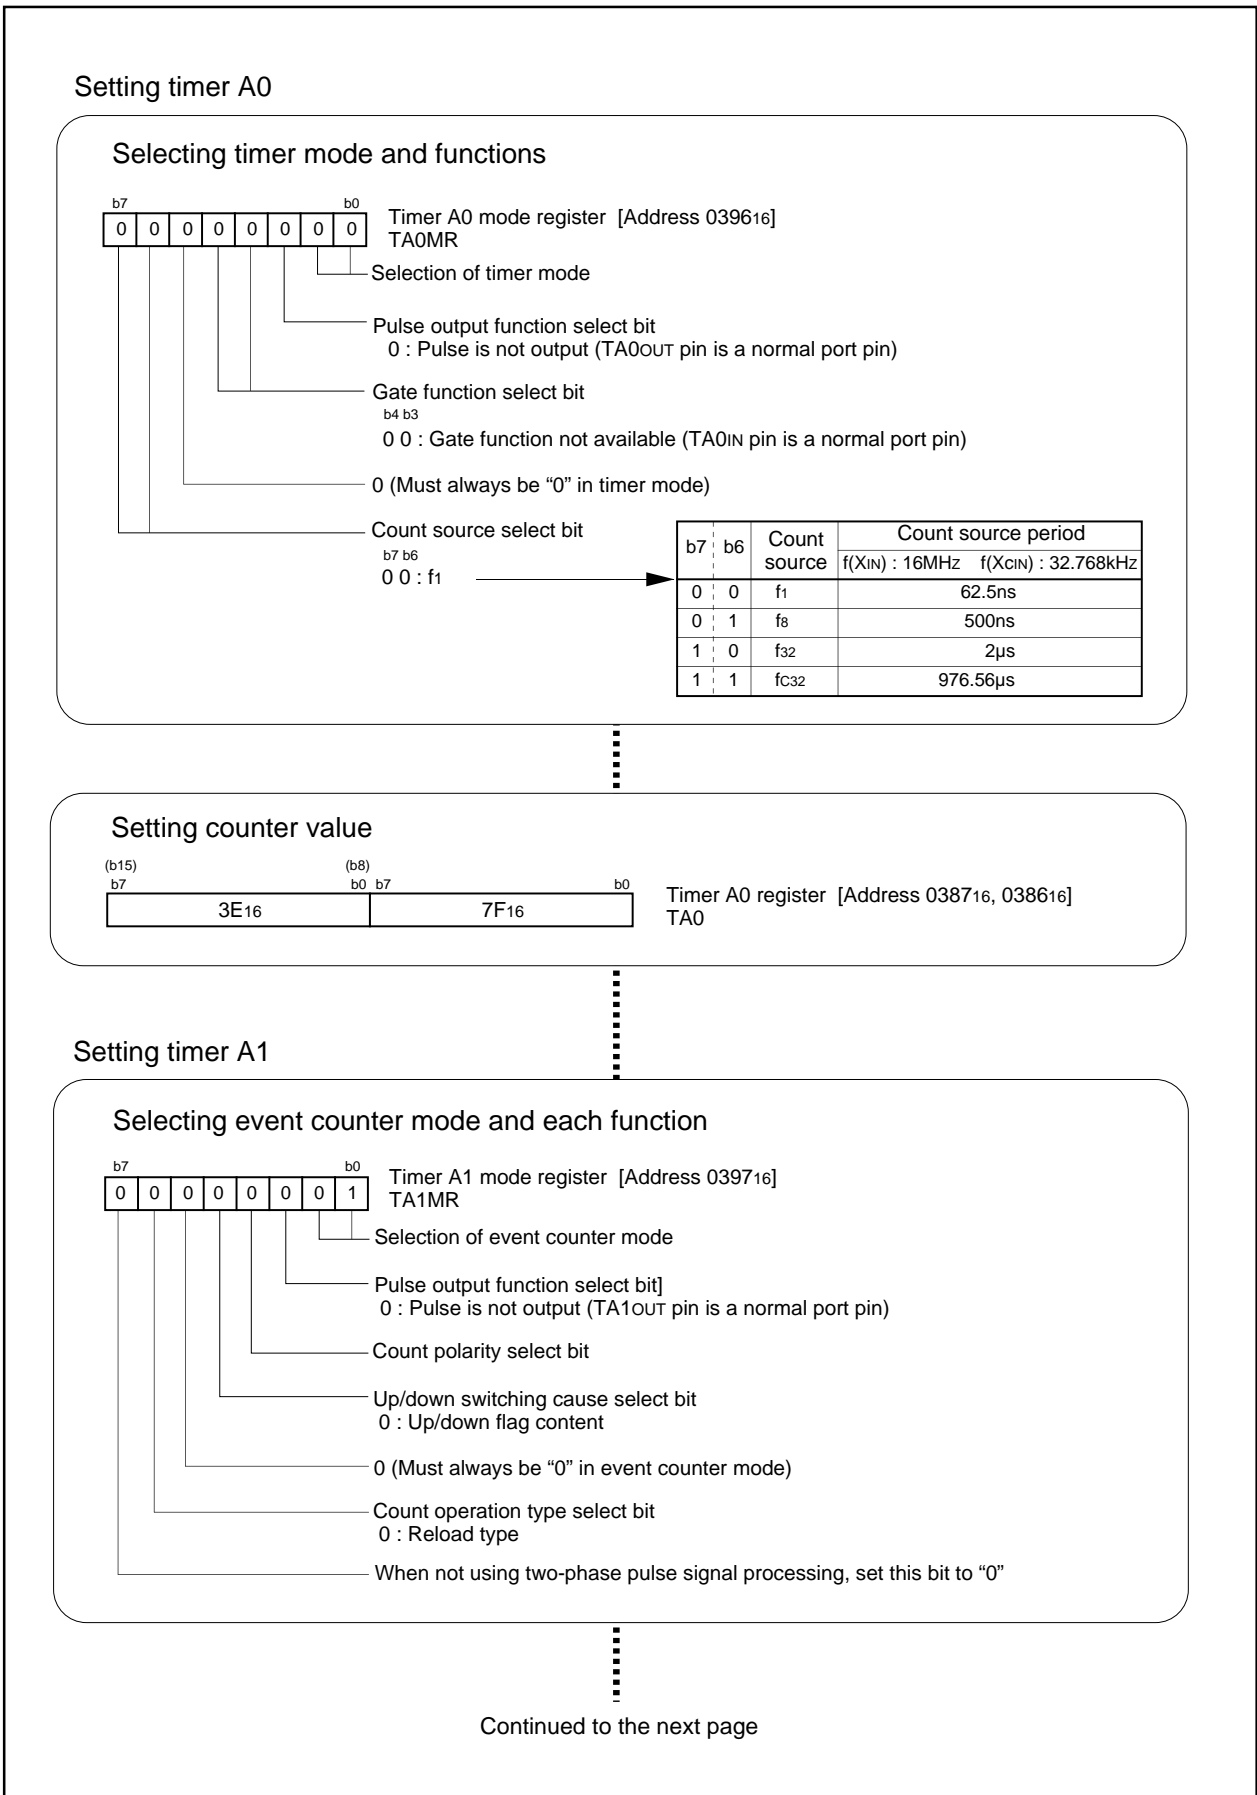 Setting timer A0
Selecting timer mode and functions
b7 b0
0 0 0 0 0 0 0 0
Timer A0 mode register [Address 039616]
TA0MR
Selection of timer mode
Pulse output function select bit
0 : Pulse is not output (TA0OUT pin is a normal port pin)
Gate function select bit
b4 b3
0 0 : Gate function not available (TA0IN pin is a normal port pin)
0 (Must always be “0” in timer mode)
Count source select bit
b7 b6
0 0 : f1
b7 b6 Count source Count source period
f(XIN) : 16MHZ f(XCIN) : 32.768kHZ
0 0 f1 62.5ns
0 1 f8 500ns
1 0 f32 2µs
1 1 fC32 976.56µs
Setting counter value
(b15) (b8)
b7 b0 b7 b0
3E16 7F16
Timer A0 register [Address 038716, 038616]
TA0
Setting timer A1
Selecting event counter mode and each function
b7 b0
0 0 0 0 0 0 0 1
Timer A1 mode register [Address 039716]
TA1MR
Selection of event counter mode
Pulse output function select bit]
0 : Pulse is not output (TA1OUT pin is a normal port pin)
Count polarity select bit
Up/down switching cause select bit
0 : Up/down flag content
0 (Must always be “0” in event counter mode)
Count operation type select bit
0 : Reload type
When not using two-phase pulse signal processing, set this bit to “0”
Continued to the next page